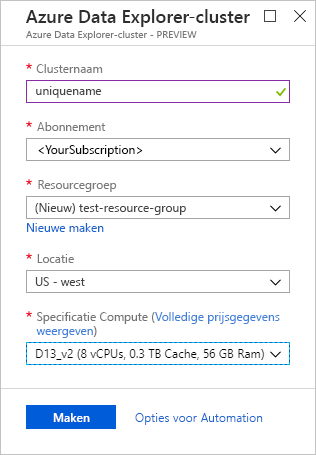 Azure Data Explorer-cluster
Azure Data Explorer-cluster - PREVIEW
* Clusternaam
uniquename
* Abonnement
<YourSubscription>
* Resourcegroep
(Nieuw) test-resource-group
Nieuwe maken
* Locatie
US - west
* Specificatie Compute (Volledige prijsgegevens
weergeven)
D13_v2 (8 vCPUs, 0.3 TB Cache, 56 GB Ram)
Maken
Opties voor Automation